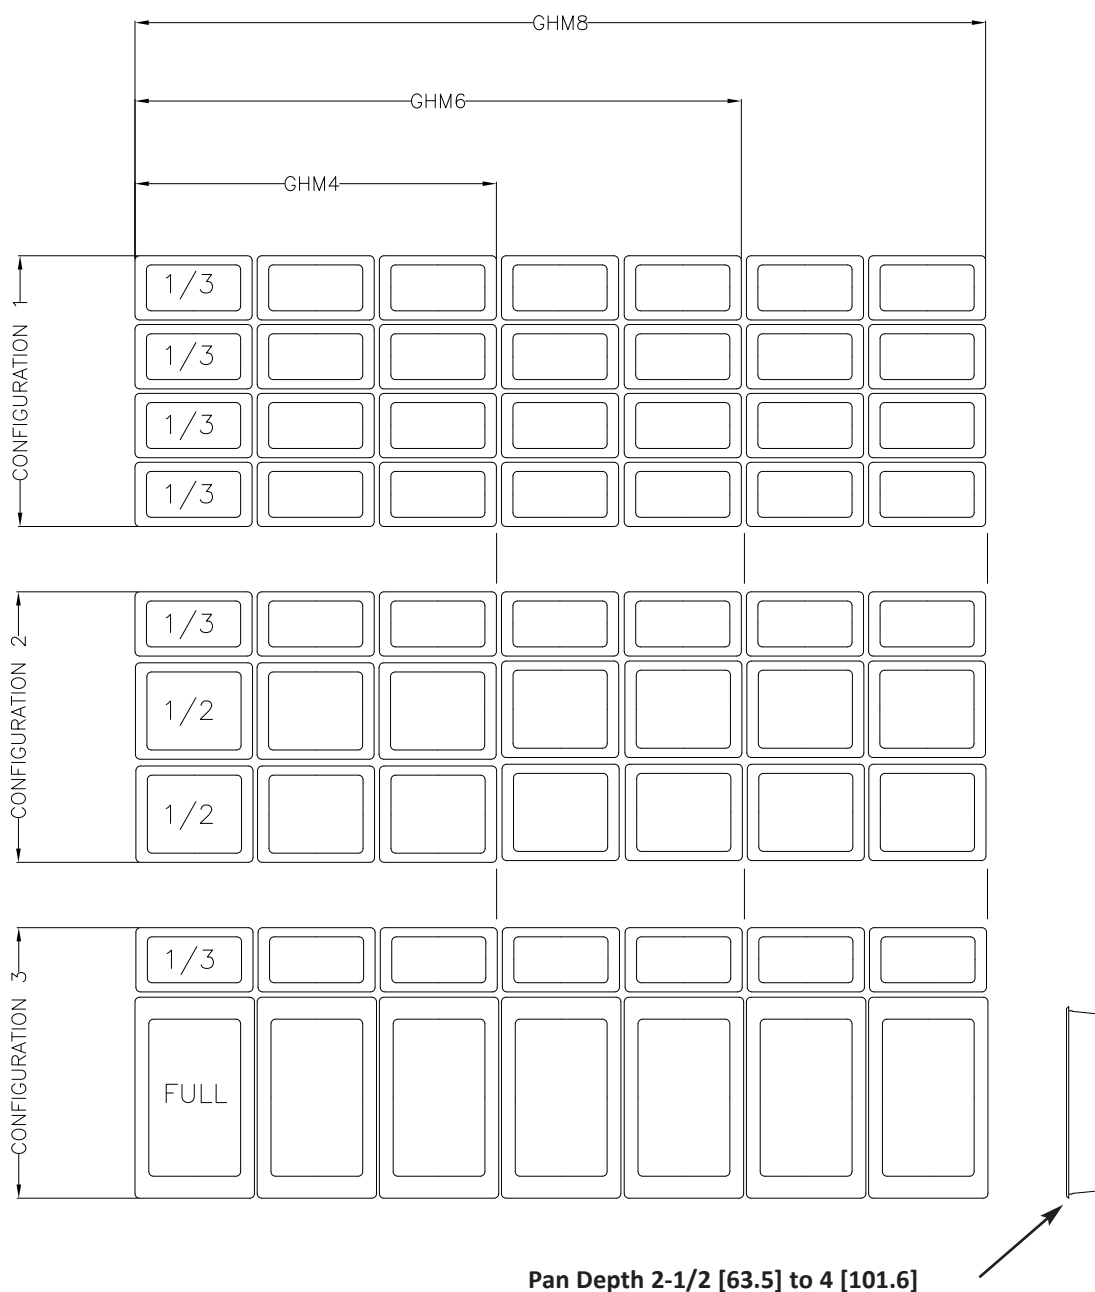 GHM8
GHM6
GHM4
CONFIGURATION 1
1/3
1/3
1/3
1/3
CONFIGURATION 2
1/3
1/2
1/2
CONFIGURATION 3
1/3
FULL
Pan Depth 2-1/2 [63.5] to 4 [101.6]